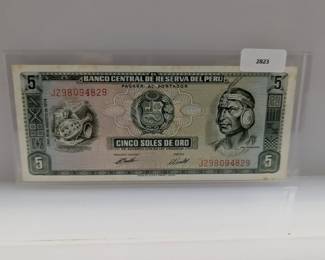 2823
BANCO CENTRAL DE RESERVA DEL PERU
PAGARA AL PORTADOR
5 5
J298094829
CINCO SOLES DE ORO
J298094829
5 5